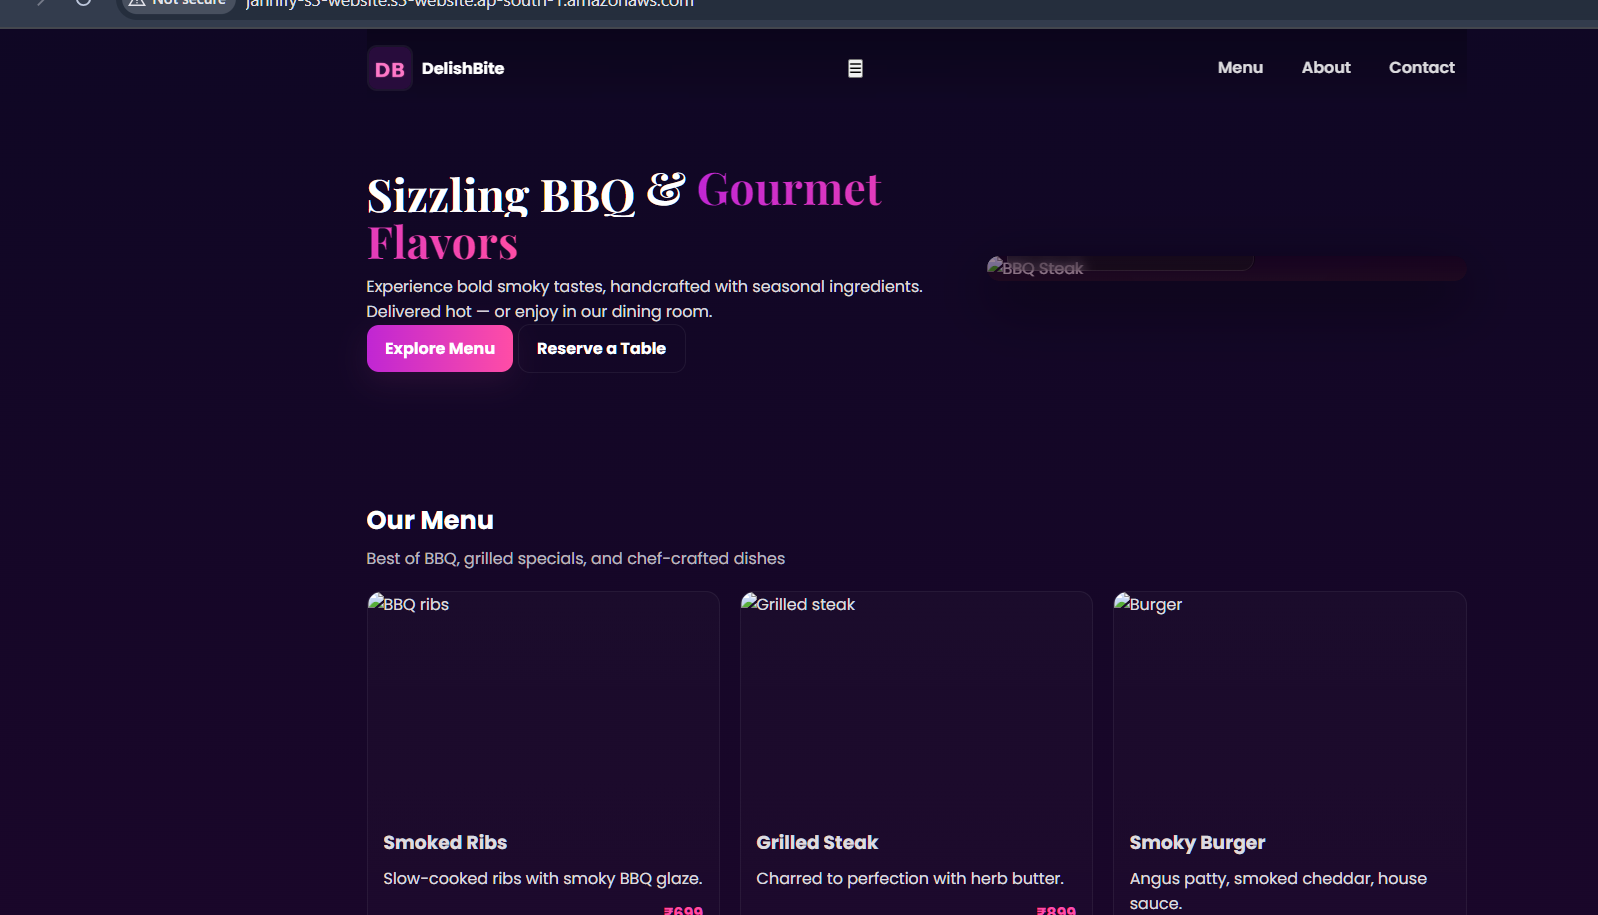 Not secure
jannify-s3-website.s3-website.ap-south-1.amazonaws.com
DB DelishBite
Menu About Contact
Sizzling BBQ & Gourmet
Flavors
BBQ Steak
Experience bold smoky tastes, handcrafted with seasonal ingredients.
Delivered hot — or enjoy in our dining room.
Explore Menu Reserve a Table
Our Menu
Best of BBQ, grilled specials, and chef-crafted dishes
BBQ ribs
Grilled steak
Burger
Smoked Ribs
Slow-cooked ribs with smoky BBQ glaze.
₹699
Grilled Steak
Charred to perfection with herb butter.
₹899
Smoky Burger
Angus patty, smoked cheddar, house
sauce.